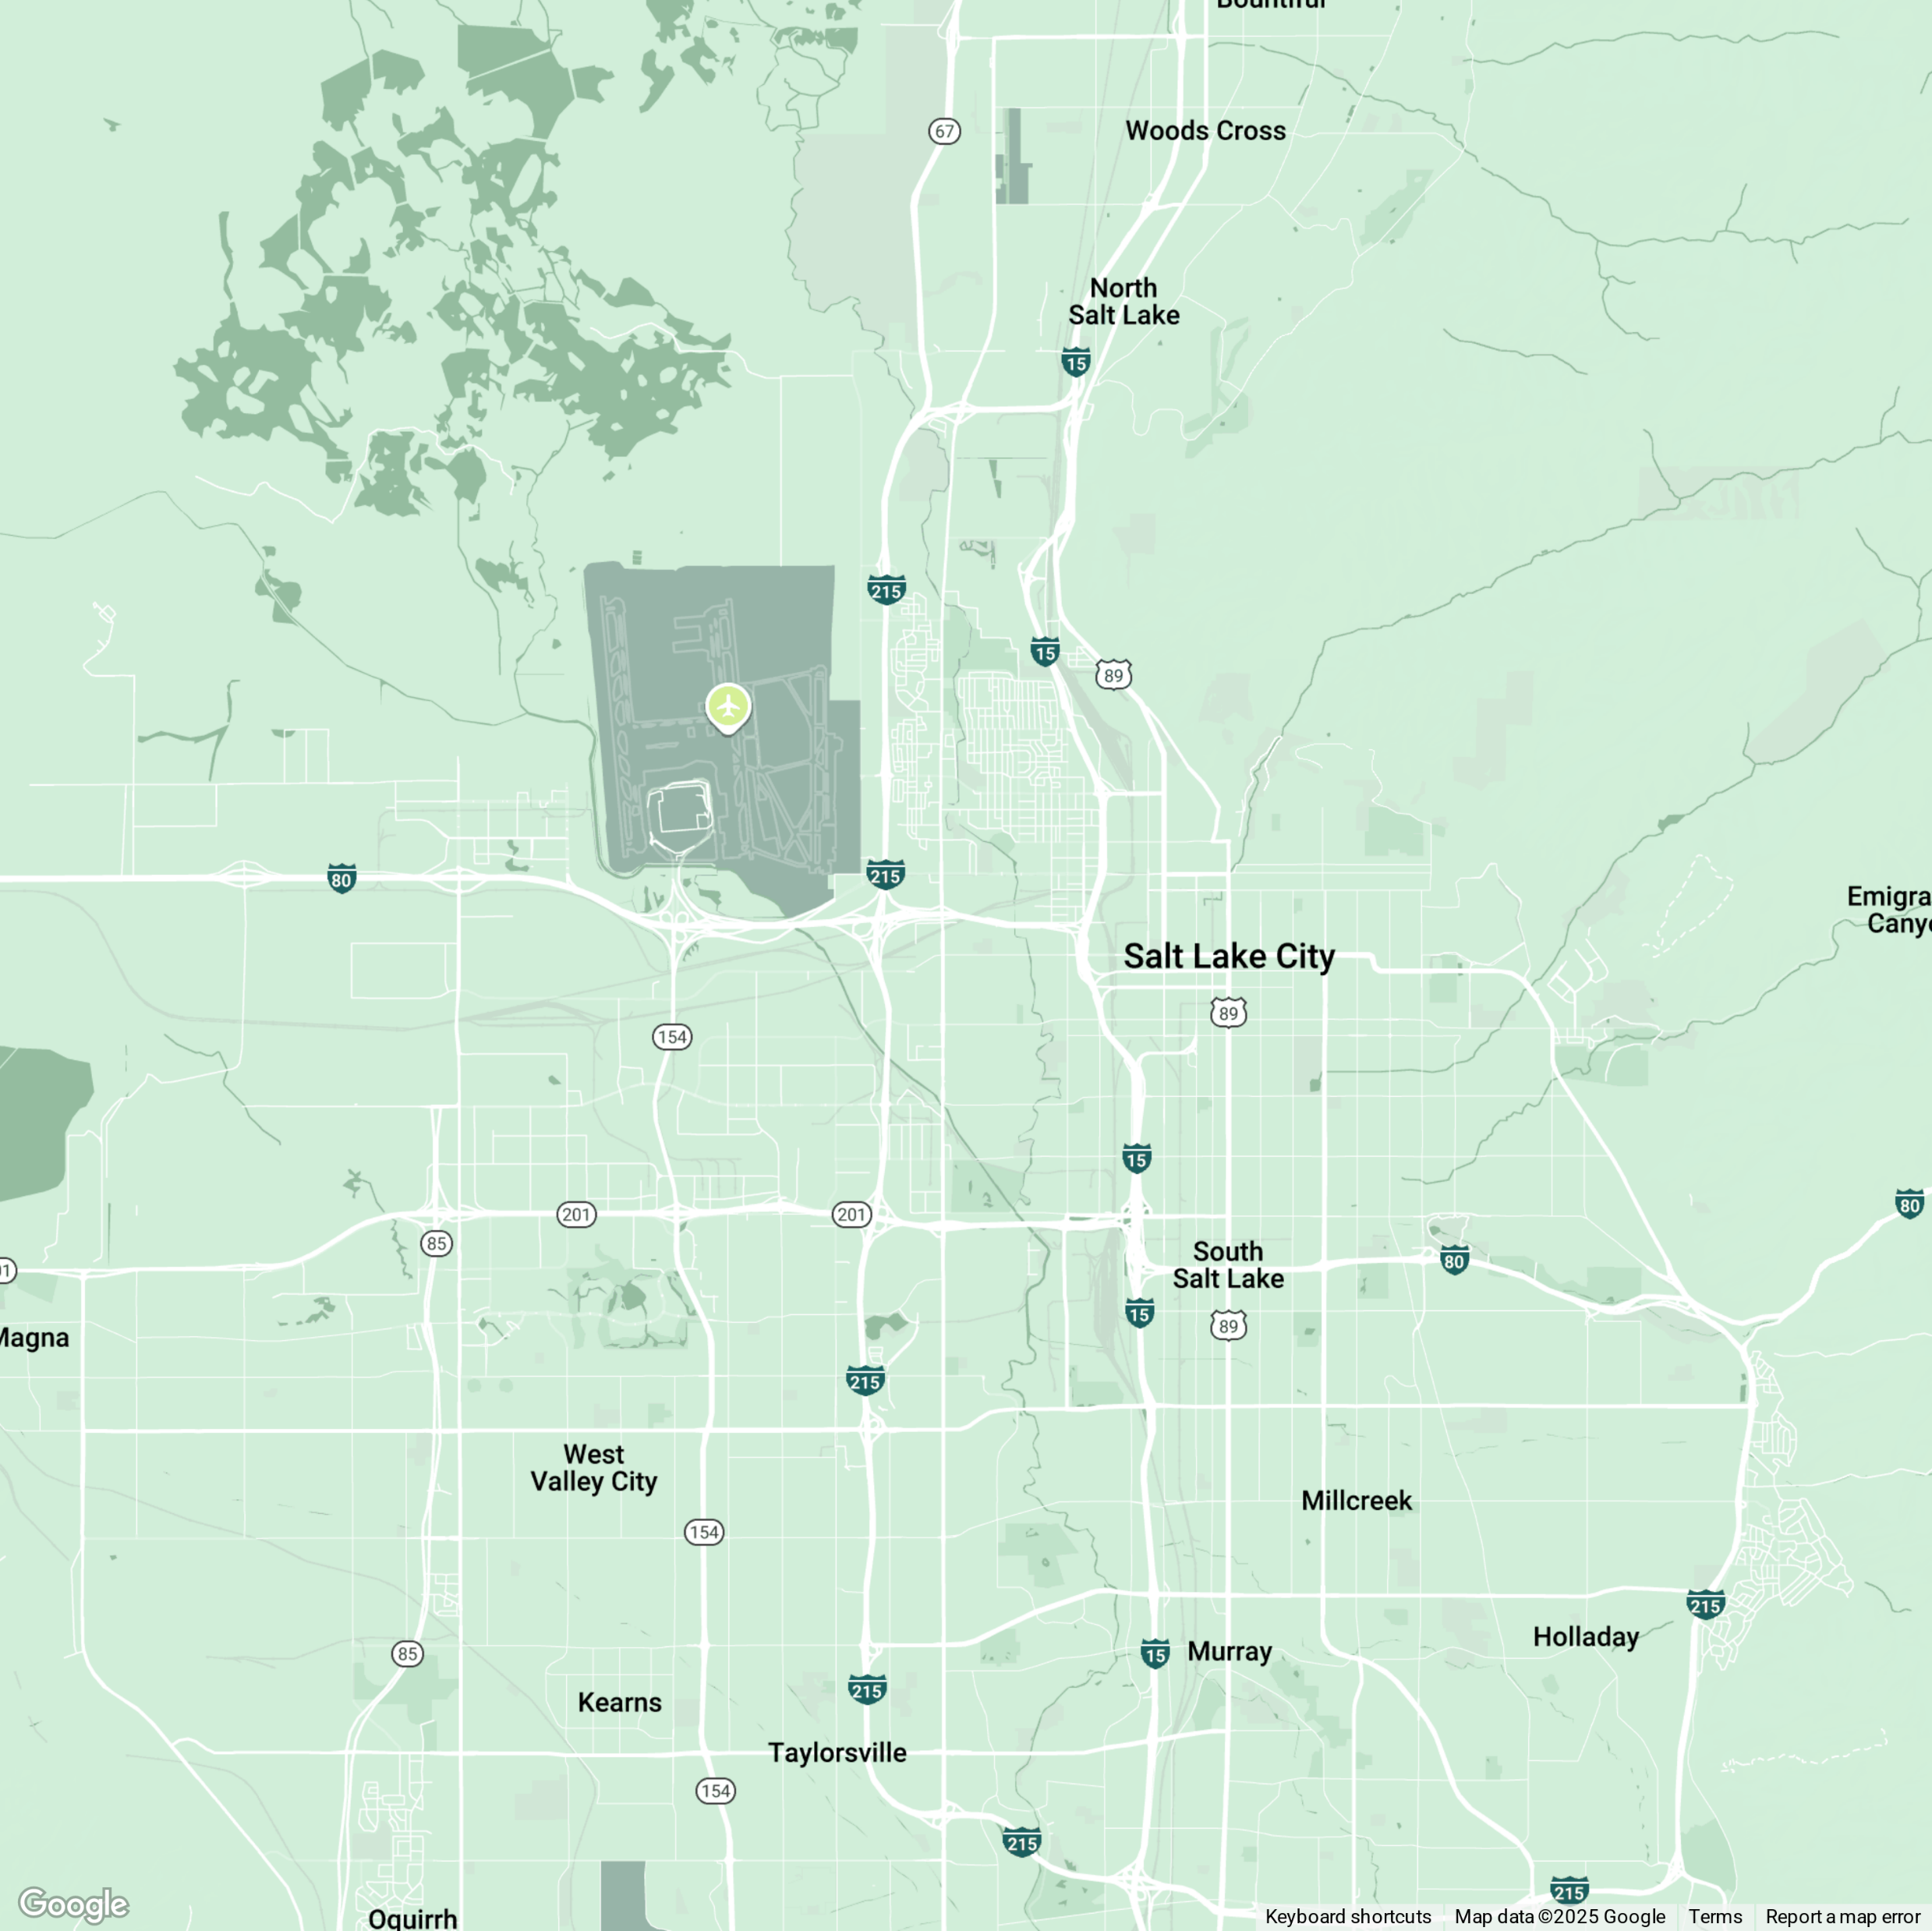 Bountiful
67
Woods Cross
North
Salt Lake
15
215
15
89
80
215
Emigra
Canyo
Salt Lake City
89
154
15
80
201
201
85
South
Salt Lake
80
01
15
89
Magna
215
West
Valley City
Millcreek
154
215
Holladay
85
15
Murray
215
Kearns
Taylorsville
154
215
215
Google
Oquirrh
Keyboard shortcuts
Map data ©2025 Google
Terms
Report a map error